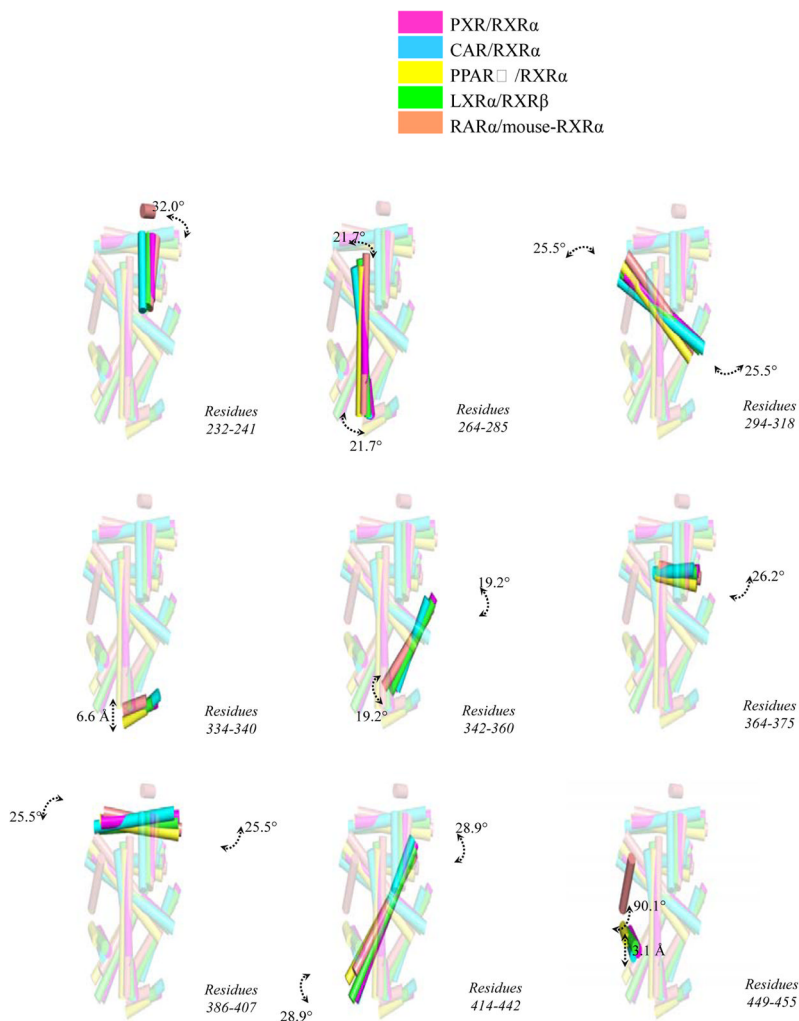 PXR/RXRα
CAR/RXRα
PPAR□ /RXRα
LXRα/RXRβ
RARα/mouse-RXRα
32.0°
Residues
232-241
21.7°
21.7°
Residues
264-285
25.5°
25.5°
Residues
294-318
6.6 Å
Residues
334-340
19.2°
19.2°
Residues
342-360
26.2°
Residues
364-375
25.5°
25.5°
Residues
386-407
28.9°
28.9°
Residues
414-442
90.1°
3.1 Å
Residues
449-455